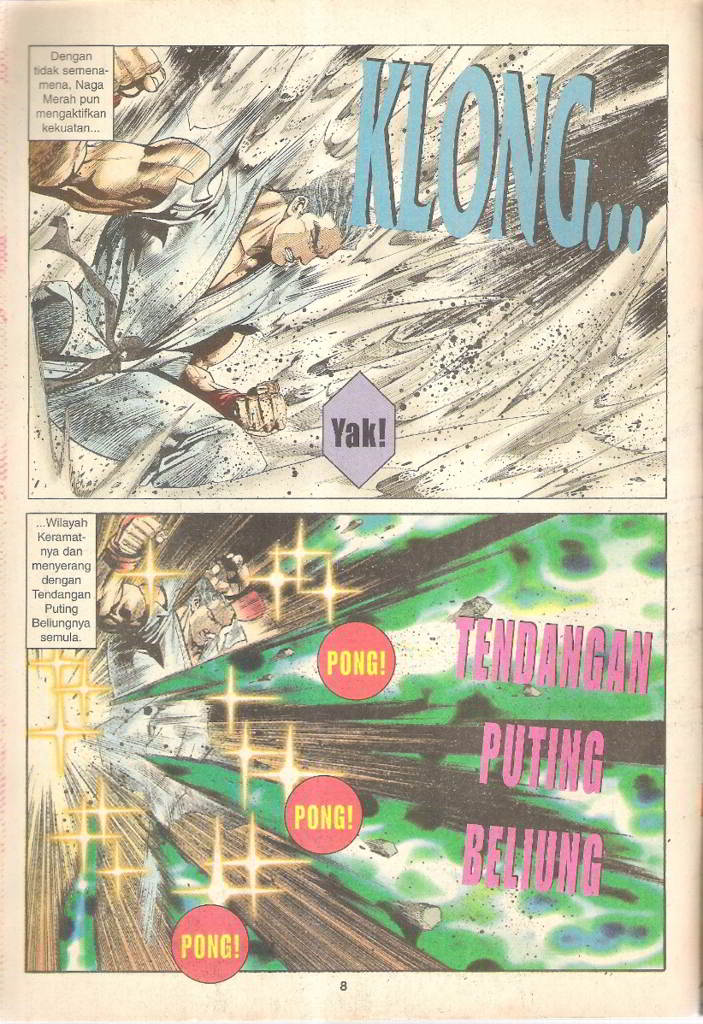 Dengan
tidak semena-
mena, Naga
Merah pun
mengaktifkan
kekuatan...
KLONG...
Yak!
...Wilayah
Keramat-
nya dan
menyerang
dengan
Tendangan
Puting
Beliungnya
semula.
PONG!
TENDANGAN
PUTING
PONG!
BELIUNG
PONG!
8